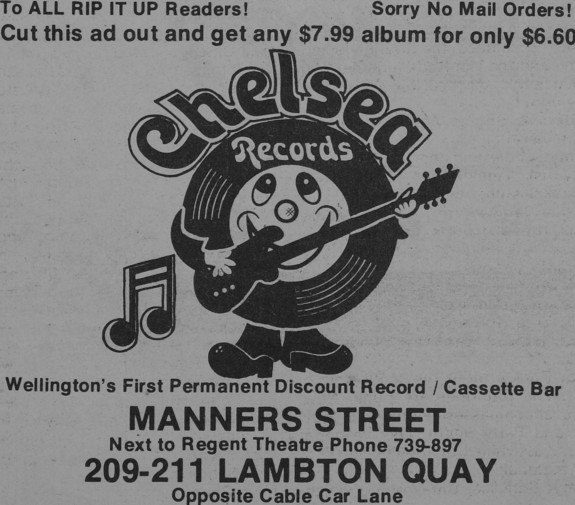 To ALL RIP IT UP Readers! Sorry No Mail Orders!
Cut this ad out and get any $7.99 album for only $6.60
Chelsea
Records
Wellington's First Permanent Discount Record / Cassette Bar
MANNERS STREET
Next to Regent Theatre Phone 739-897
209-211 LAMBTON QUAY
Opposite Cable Car Lane